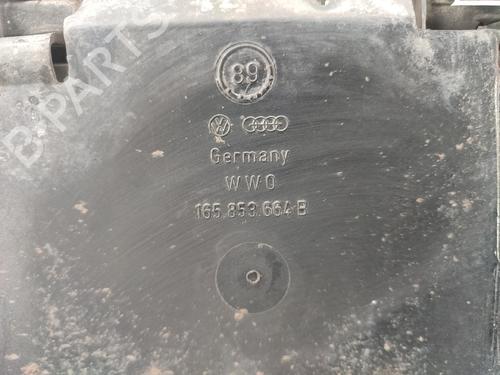 B-PARTS
89
Germany
WWO
165.853.664 B